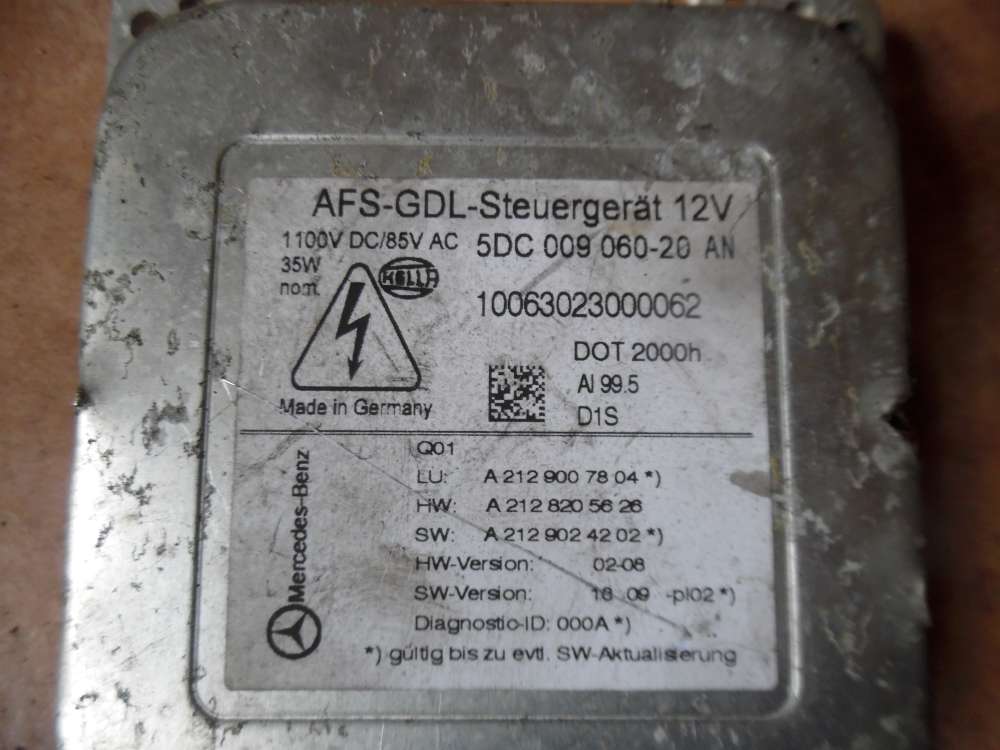 AFS-GDL-Steuergerät 12V
1100V DC/85V AC 5DC 009 060-20 AN
35W
nom.
HELLA
10063023000062
DOT 2000h
Al 99.5
D1S
Made in Germany
Mercedes-Benz
Q01
LU: A 212 900 78 04 *)
HW: A 212 820 56 26
SW: A 212 902 42 02 *)
HW-Version: 02-08
SW-Version: 16 09 -pl02 *)
Diagnostic-ID: 000A *)
*) gültig bis zu evtl. SW-Aktualisierung